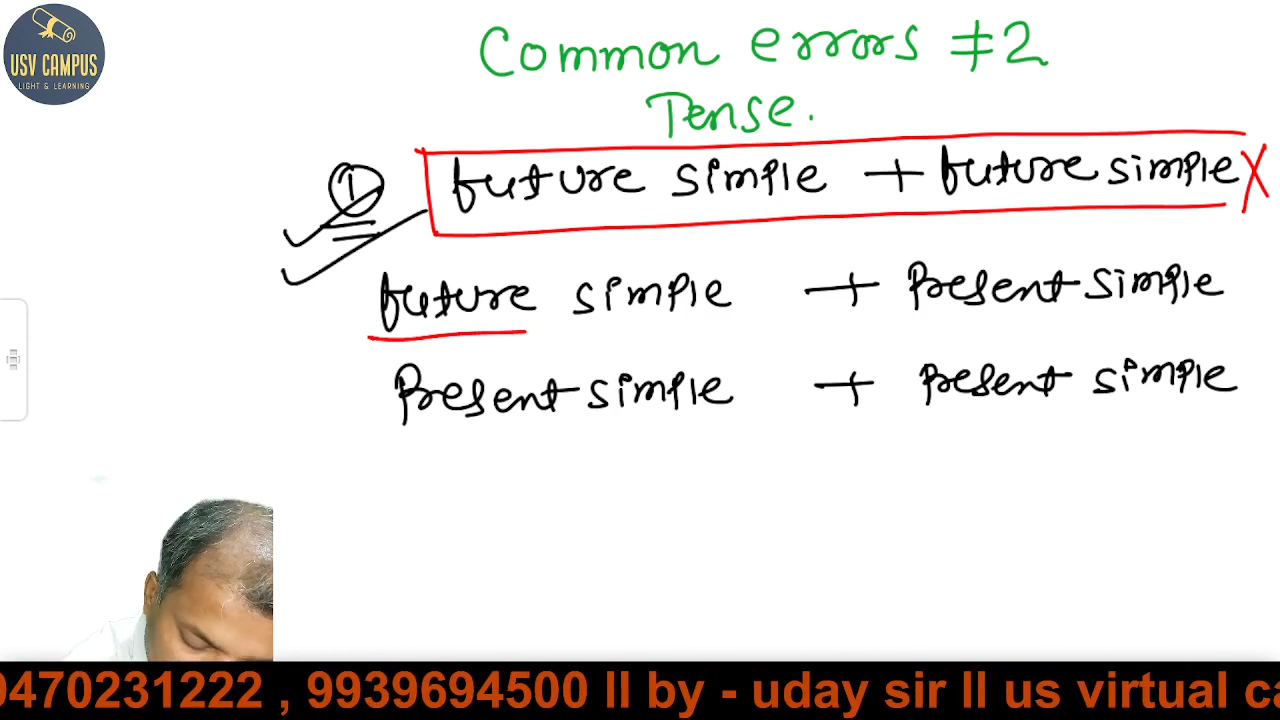 USV CAMPUS
LIGHT & LEARNING
Common errors #2
Tense.
① future simple + future simple X
future simple + Present simple
Present simple + Present simple
0470231222 , 9939694500 ll by - uday sir ll us virtual ca